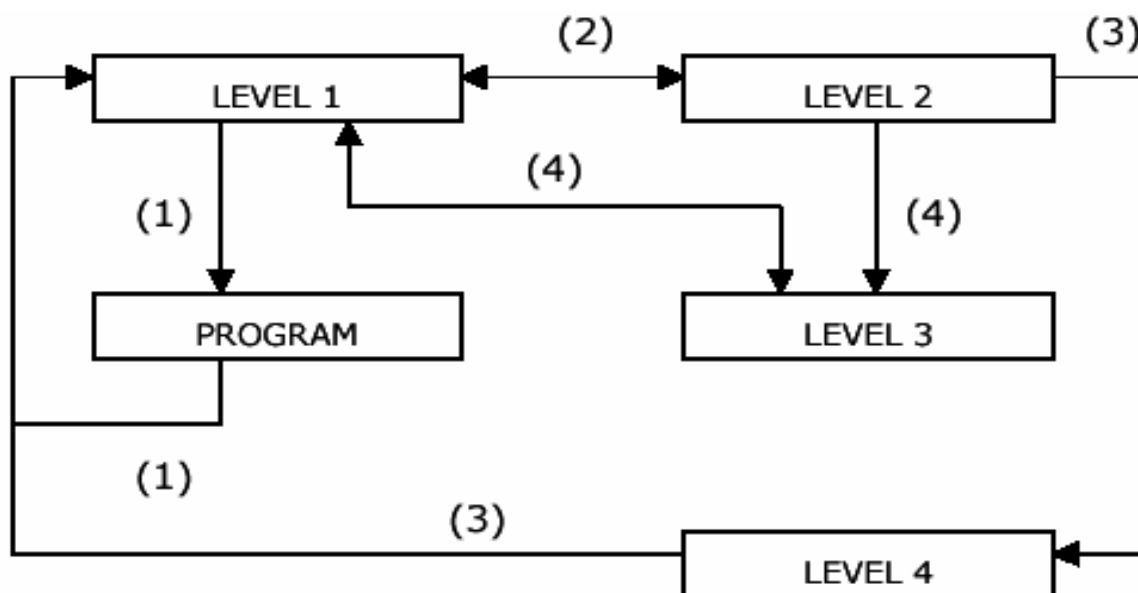 (2)
(3)
LEVEL 1
LEVEL 2
(4)
(1)
(4)
PROGRAM
LEVEL 3
(1)
(3)
LEVEL 4